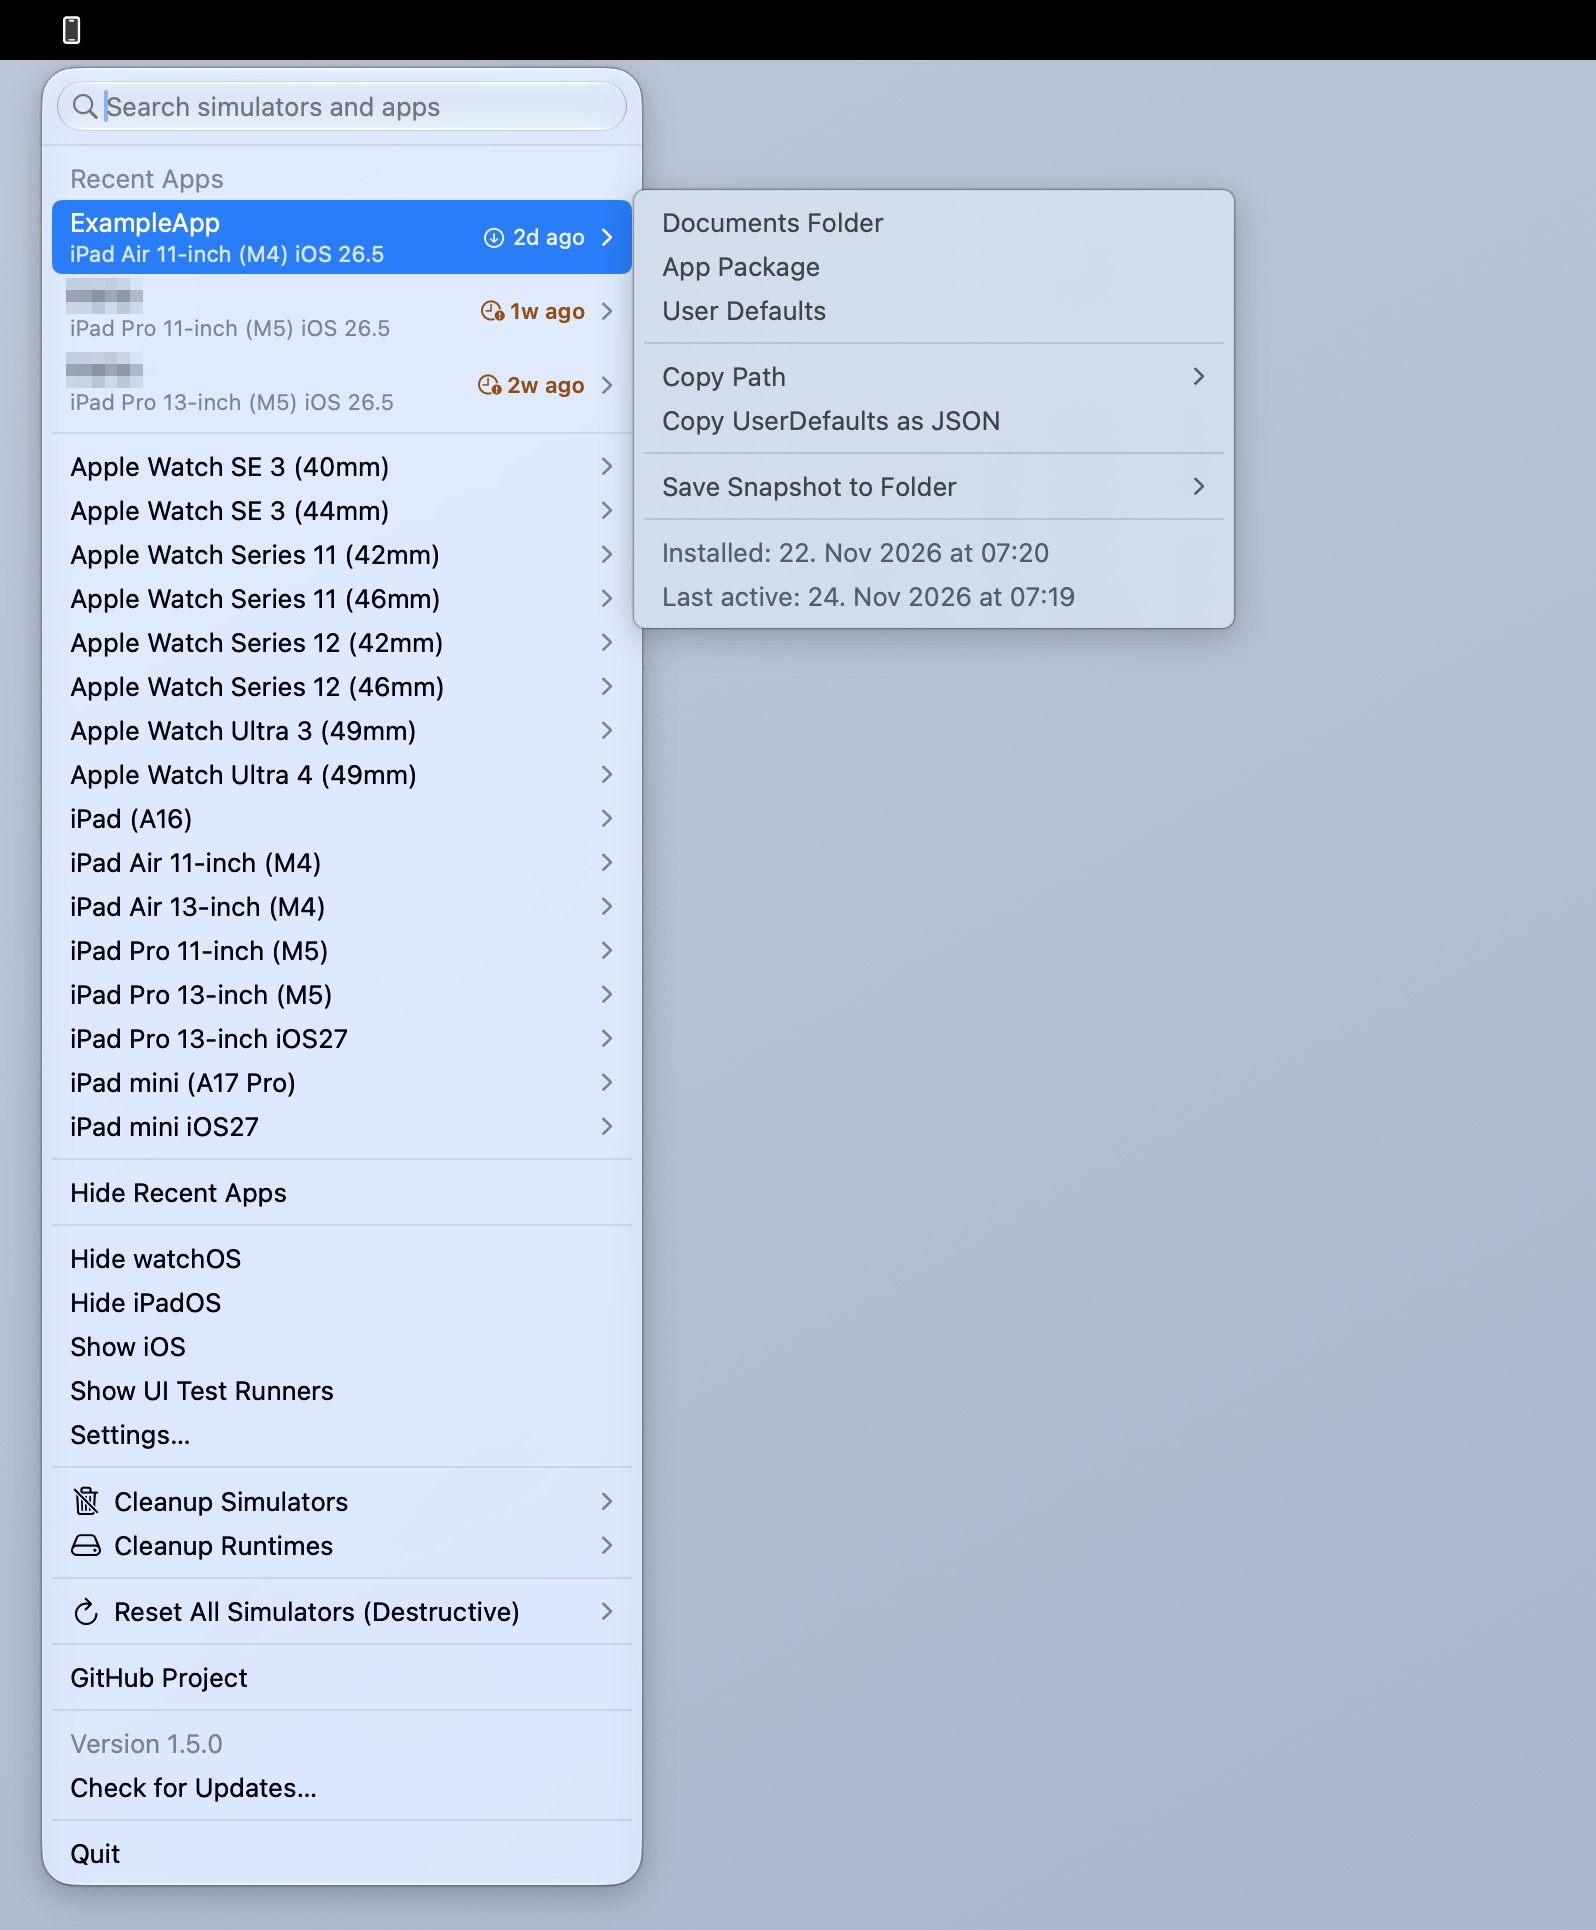 Search simulators and apps
Recent Apps
ExampleApp
iPad Air 11-inch (M4) iOS 26.5
2d ago
iPad Pro 11-inch (M5) iOS 26.5
1w ago
iPad Pro 13-inch (M5) iOS 26.5
2w ago
Apple Watch SE 3 (40mm)
Apple Watch SE 3 (44mm)
Apple Watch Series 11 (42mm)
Apple Watch Series 11 (46mm)
Apple Watch Series 12 (42mm)
Apple Watch Series 12 (46mm)
Apple Watch Ultra 3 (49mm)
Apple Watch Ultra 4 (49mm)
iPad (A16)
iPad Air 11-inch (M4)
iPad Air 13-inch (M4)
iPad Pro 11-inch (M5)
iPad Pro 13-inch (M5)
iPad Pro 13-inch iOS27
iPad mini (A17 Pro)
iPad mini iOS27
Hide Recent Apps
Hide watchOS
Hide iPadOS
Show iOS
Show UI Test Runners
Settings...
Cleanup Simulators
Cleanup Runtimes
Reset All Simulators (Destructive)
GitHub Project
Version 1.5.0
Check for Updates...
Quit
Documents Folder
App Package
User Defaults
Copy Path
Copy UserDefaults as JSON
Save Snapshot to Folder
Installed: 22. Nov 2026 at 07:20
Last active: 24. Nov 2026 at 07:19